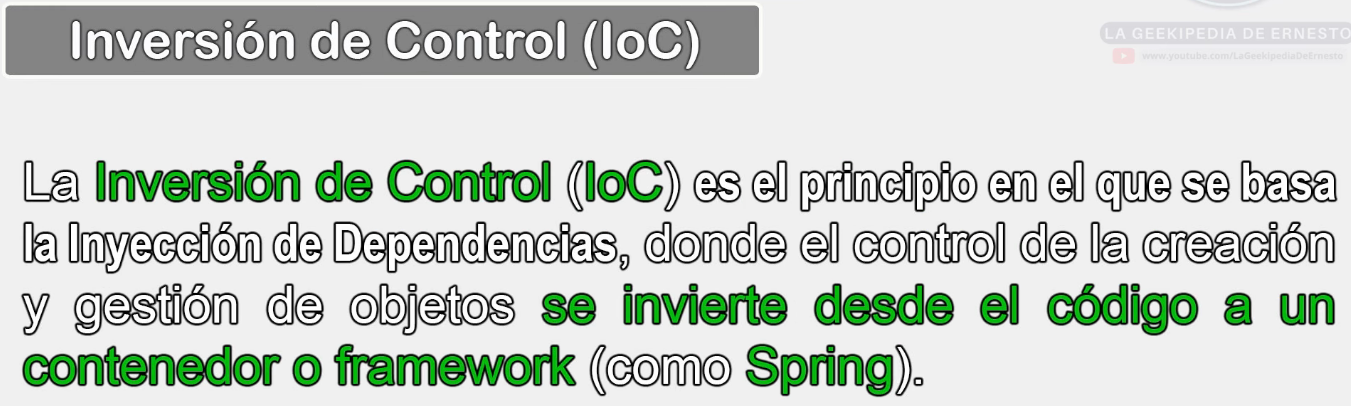 Inversión de Control (IoC)
LA GEEKIPEDIA DE ERNESTO
www.youtube.com/LaGeekipediaDeErnesto
La Inversión de Control (IoC) es el principio en el que se basa
la Inyección de Dependencias, donde el control de la creación
y gestión de objetos se invierte desde el código a un
contenedor o framework (como Spring).